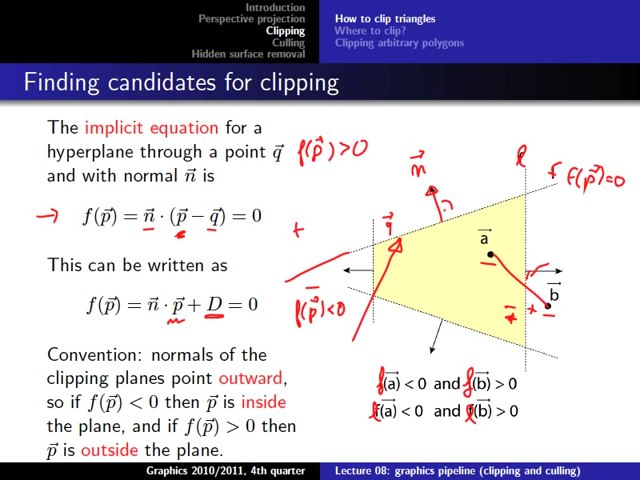 Introduction
Perspective projection
Clipping
Culling
Hidden surface removal
How to clip triangles
Where to clip?
Clipping arbitrary polygons
Finding candidates for clipping
The implicit equation for a
hyperplane through a point q⃗
and with normal n⃗ is
→ f(p⃗) = n⃗ · (p⃗ − q⃗) = 0
This can be written as
f(p⃗) = n⃗ · p⃗ + D = 0
Convention: normals of the
clipping planes point outward,
so if f(p⃗) < 0 then p⃗ is inside
the plane, and if f(p⃗) > 0 then
p⃗ is outside the plane.
f(p⃗) > 0
+
−
f(p⃗) < 0
n⃗
q⃗
l
f f(p⃗) = 0
a⃗
b⃗
+
f(a⃗) < 0 and f(b⃗) > 0
l(a⃗) < 0 and l(b⃗) > 0
Graphics 2010/2011, 4th quarter
Lecture 08: graphics pipeline (clipping and culling)